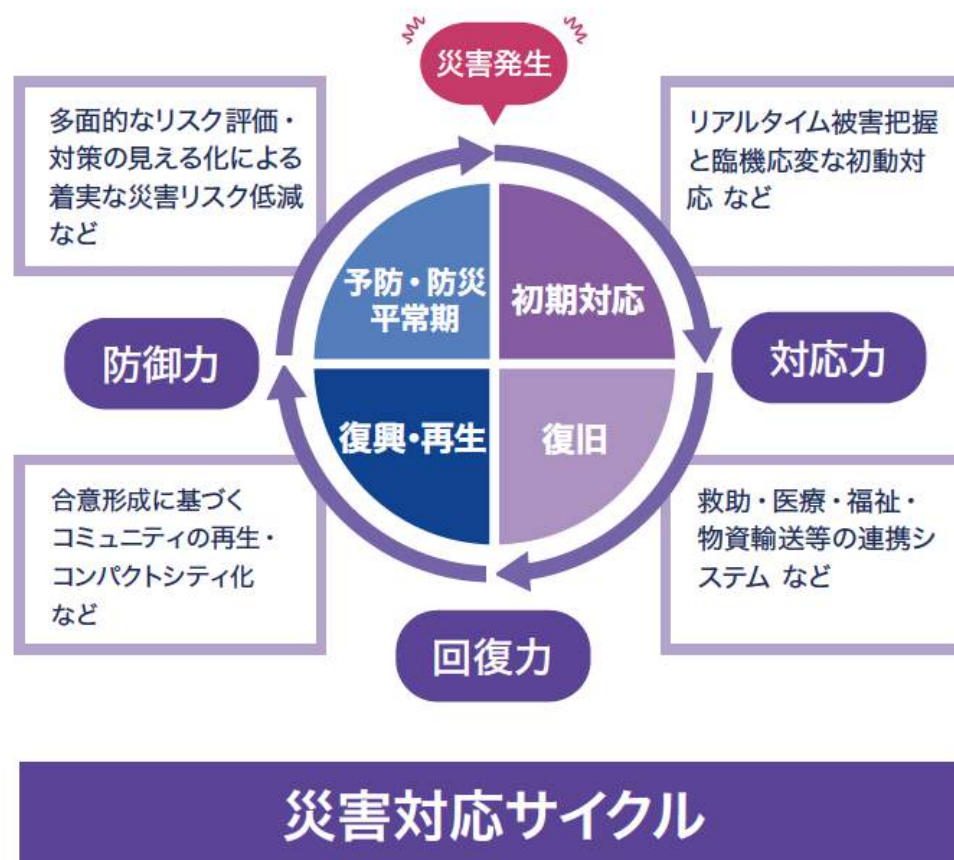 災害発生
多面的なリスク評価・
対策の見える化による
着実な災害リスク低減
など
リアルタイム被害把握
と臨機応変な初動対
応 など
予防・防災
平常期
初期対応
防御力
対応力
復興・再生
復旧
合意形成に基づく
コミュニティの再生・
コンパクトシティ化
など
救助・医療・福祉・
物資輸送等の連携シ
ステム など
回復力
災害対応サイクル